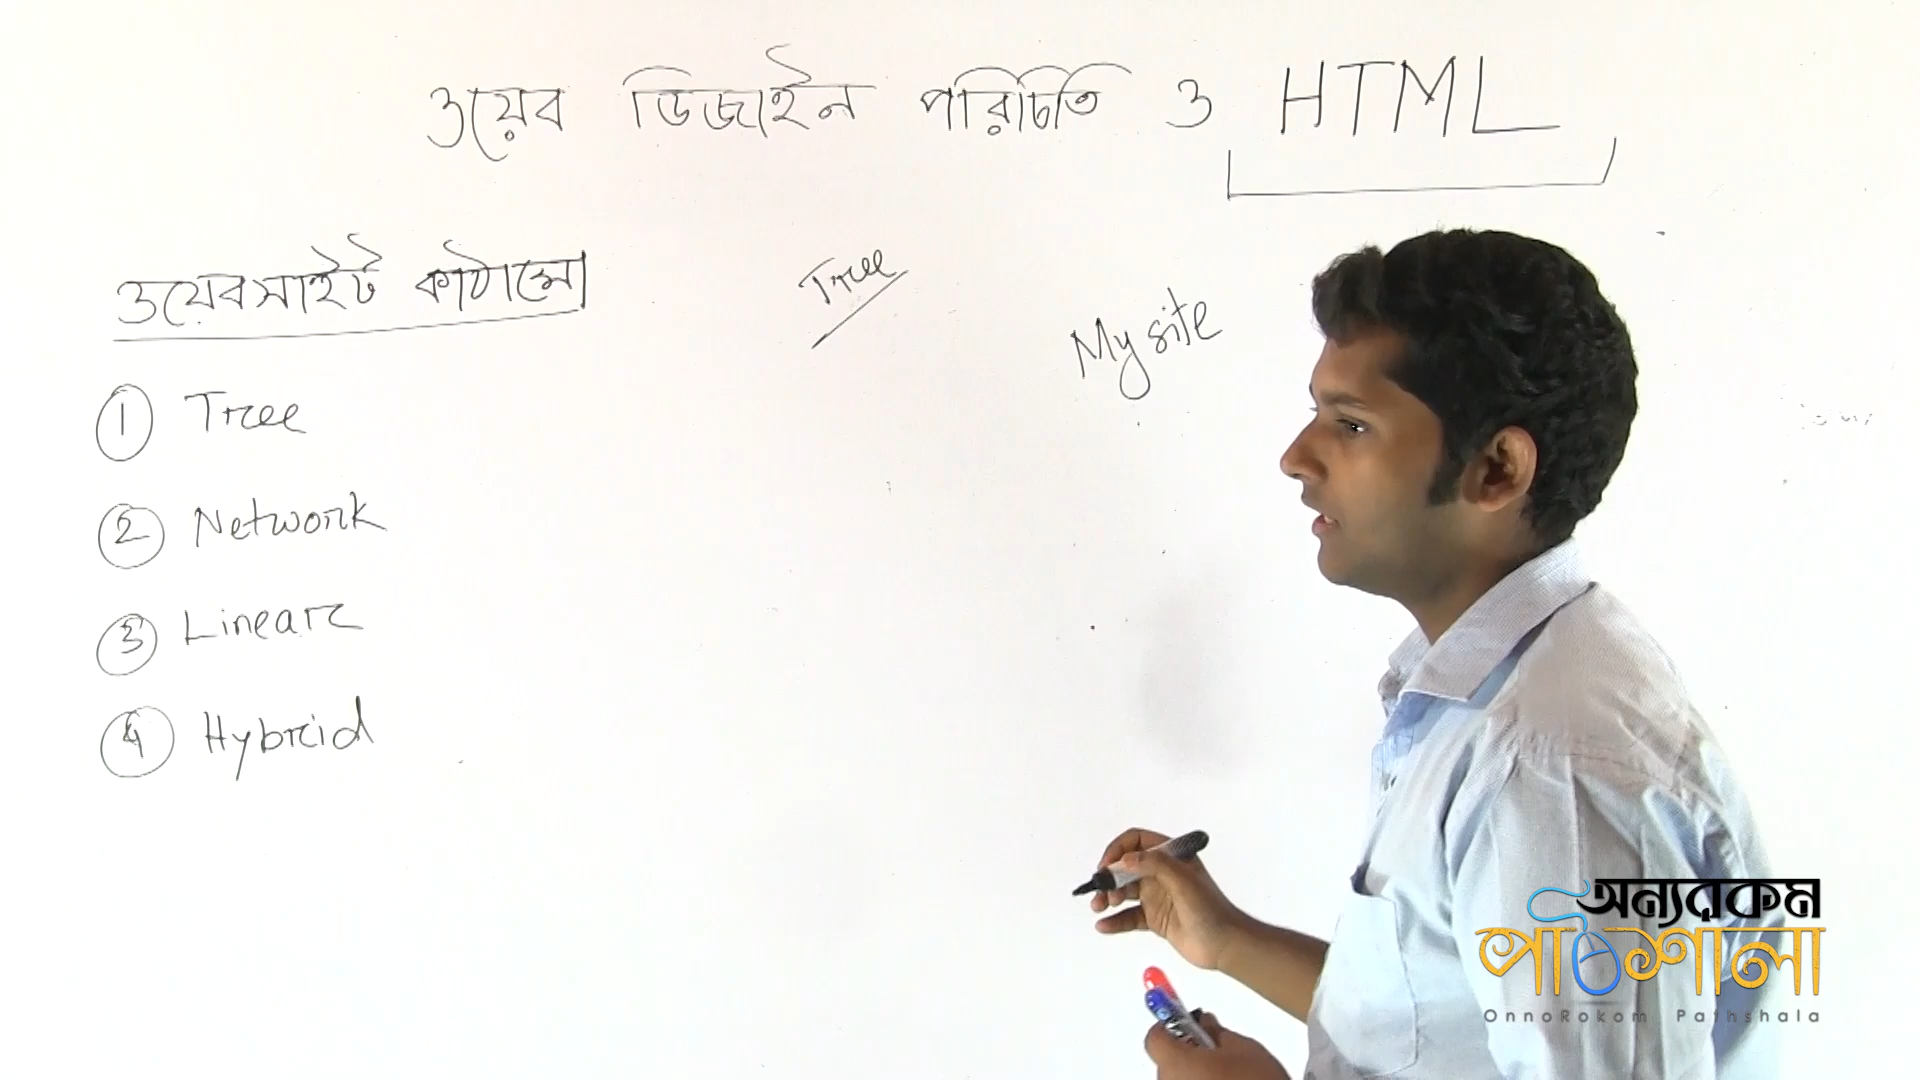 ওয়েব ডিজাইন পরিচিতি ও HTML
ওয়েবসাইট কাঠামো
Tree
My site
① Tree
② Network
③ Linear
④ Hybrid
অন্যরকম
পাঠশালা
OnnoRokom Pathshala